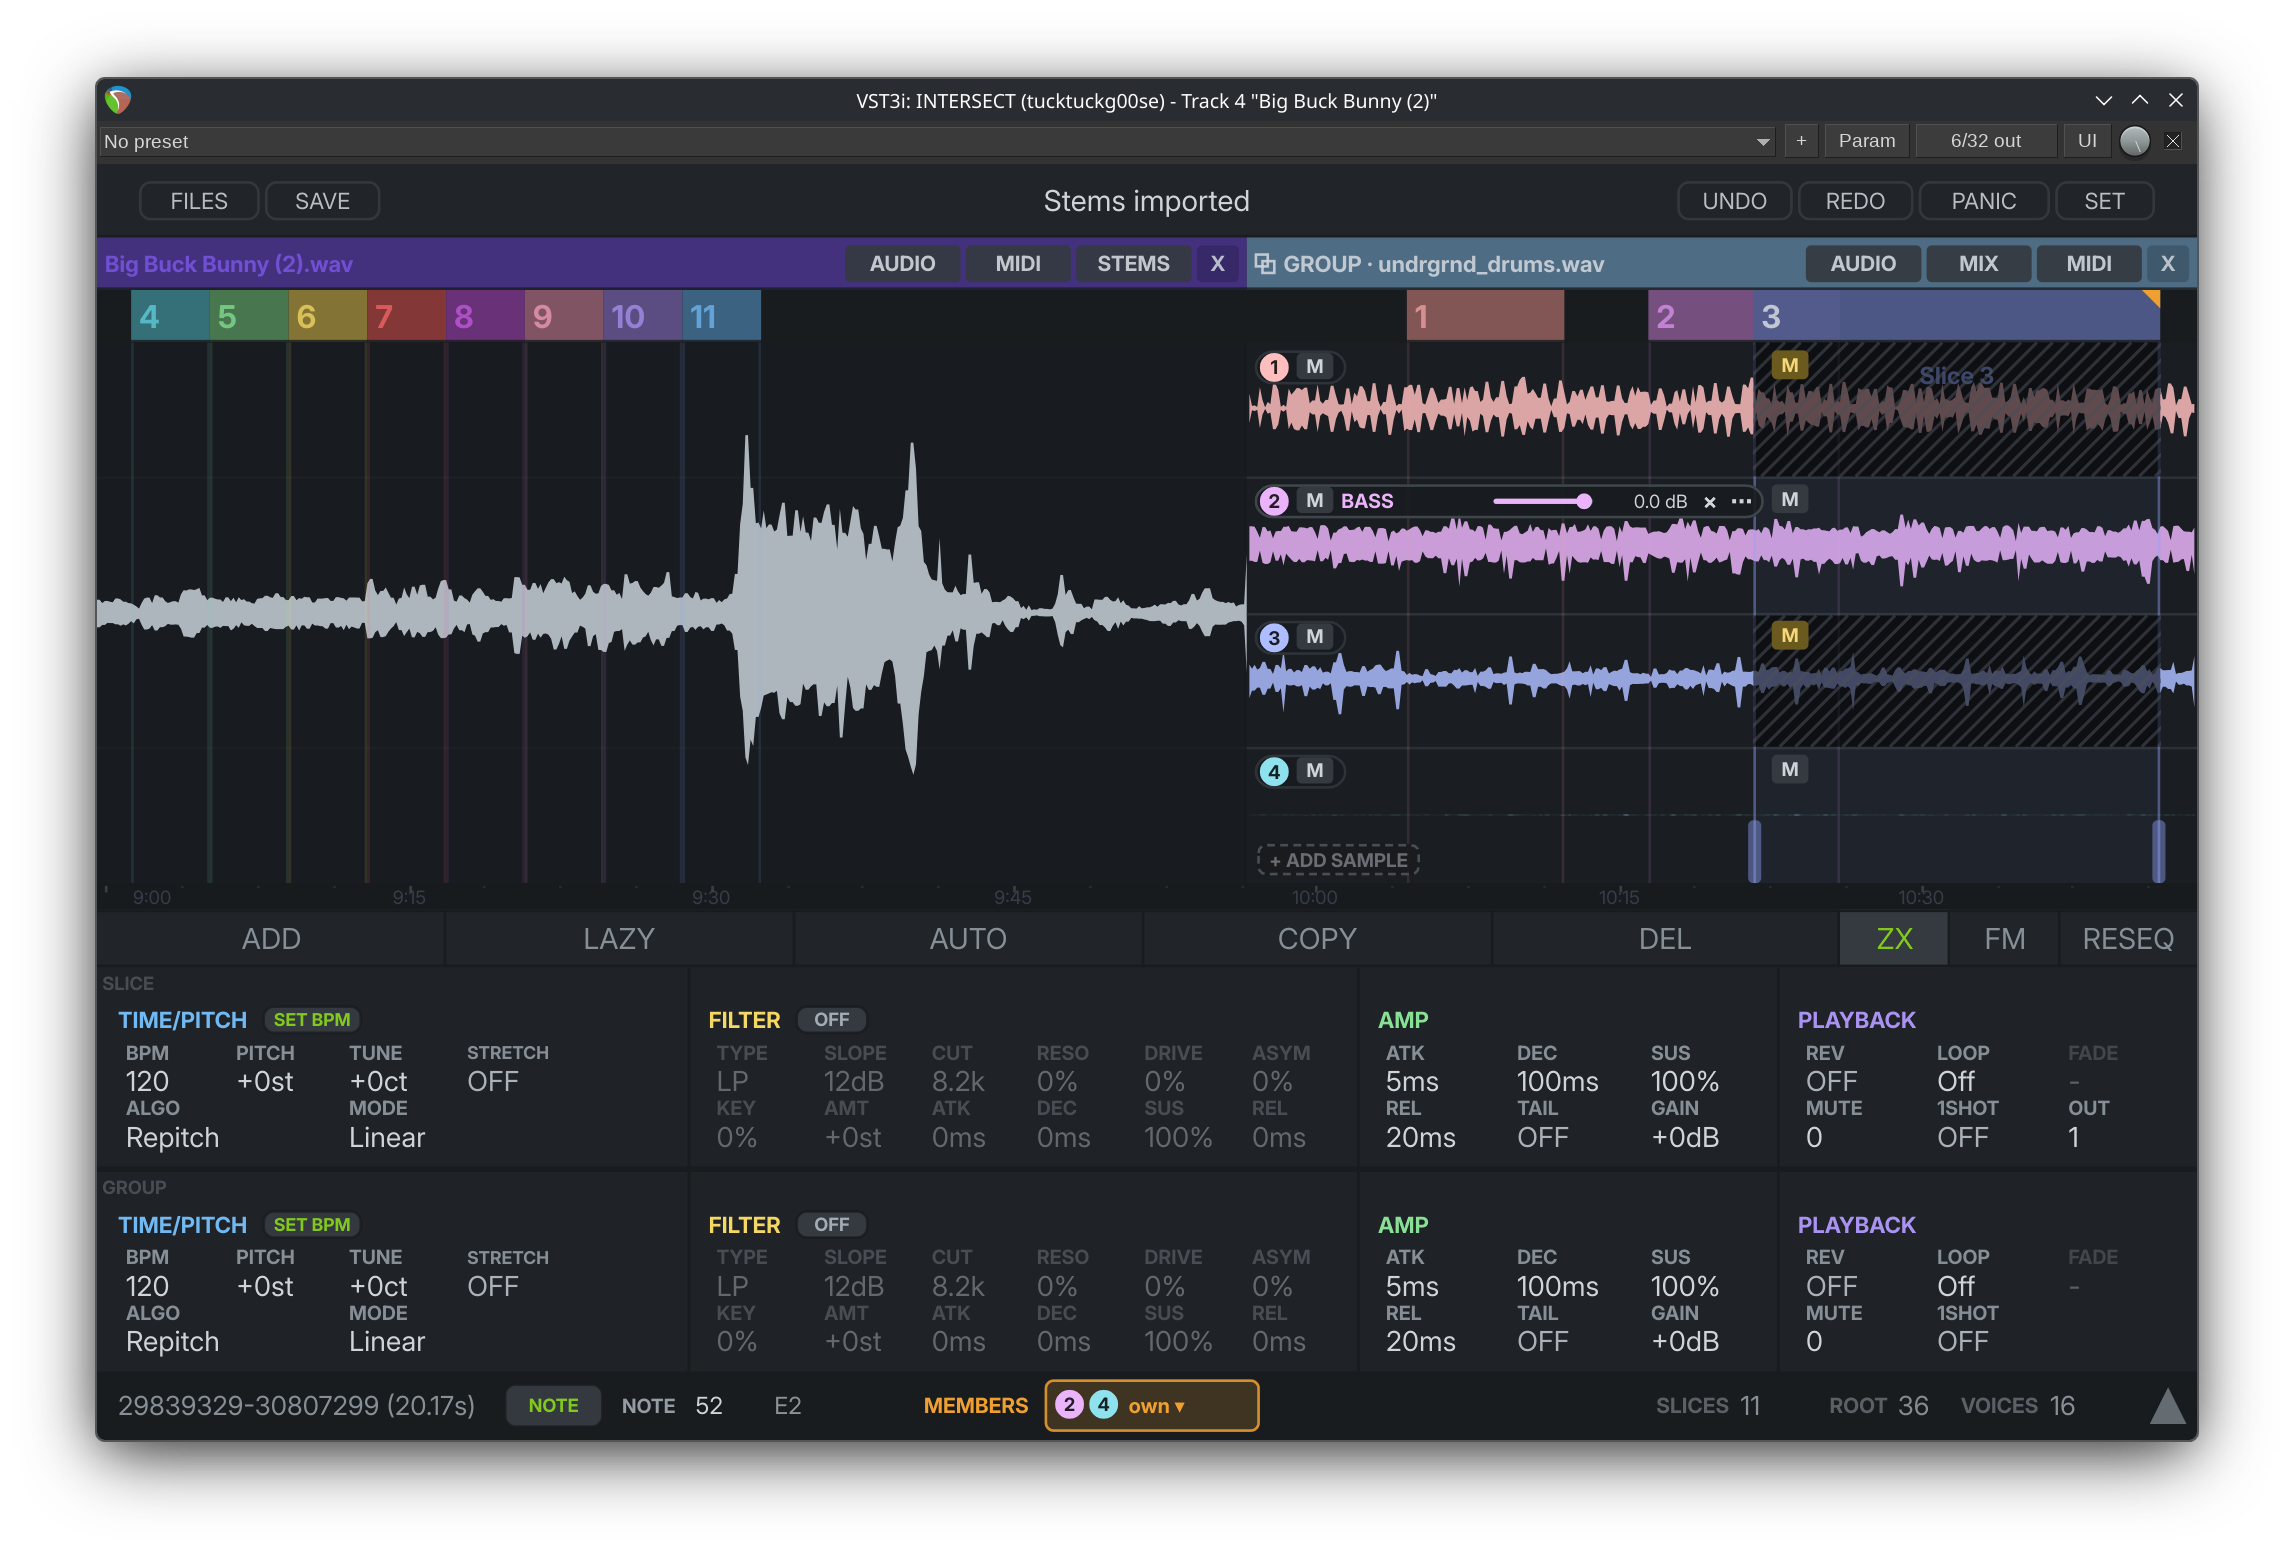 VST3i: INTERSECT (tucktuckg00se) - Track 4 "Big Buck Bunny (2)"
No preset + Param 6/32 out UI
FILES SAVE Stems imported UNDO REDO PANIC SET
Big Buck Bunny (2).wav AUDIO MIDI STEMS X GROUP · undrgrnd_drums.wav AUDIO MIX MIDI X
4 5 6 7 8 9 10 11 1 2 3
1 M M
Slice 3
2 M BASS 0.0 dB × ••• M
3 M M
4 M M
+ ADD SAMPLE
9:00 9:15 9:30 9:45 10:00 10:15 10:30
ADD LAZY AUTO COPY DEL ZX FM RESEQ
SLICE
TIME/PITCH SET BPM FILTER OFF AMP PLAYBACK
BPM PITCH TUNE STRETCH TYPE SLOPE CUT RESO DRIVE ASYM ATK DEC SUS REV LOOP FADE
120 +0st +0ct OFF LP 12dB 8.2k 0% 0% 0% 5ms 100ms 100% OFF Off -
ALGO MODE KEY AMT ATK DEC SUS REL REL TAIL GAIN MUTE 1SHOT OUT
Repitch Linear 0% +0st 0ms 0ms 100% 0ms 20ms OFF +0dB 0 OFF 1
GROUP
TIME/PITCH SET BPM FILTER OFF AMP PLAYBACK
BPM PITCH TUNE STRETCH TYPE SLOPE CUT RESO DRIVE ASYM ATK DEC SUS REV LOOP FADE
120 +0st +0ct OFF LP 12dB 8.2k 0% 0% 0% 5ms 100ms 100% OFF Off -
ALGO MODE KEY AMT ATK DEC SUS REL REL TAIL GAIN MUTE 1SHOT
Repitch Linear 0% +0st 0ms 0ms 100% 0ms 20ms OFF +0dB 0 OFF
29839329-30807299 (20.17s) NOTE NOTE 52 E2 MEMBERS 2 4 own ▾ SLICES 11 ROOT 36 VOICES 16